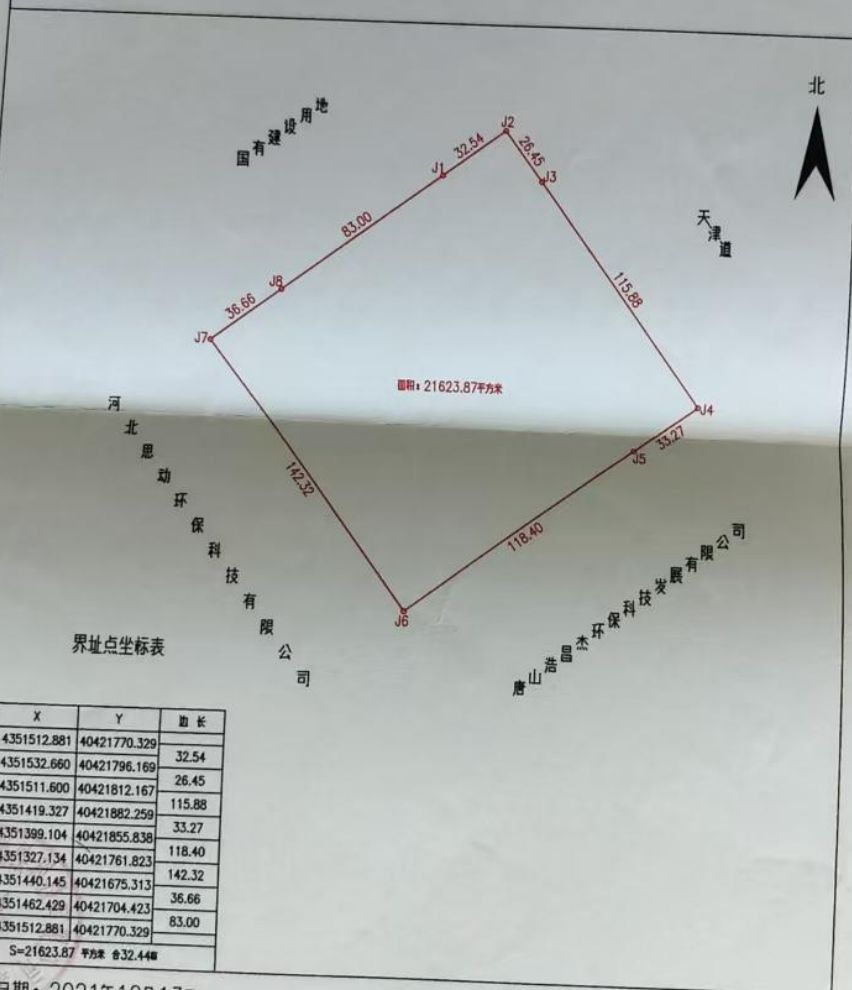 北
国有建设用地
天津道
J2
32.54
26.45
J1
J3
83.00
115.88
J8
36.66
J7
面积：21623.87平方米
J4
33.27
J5
142.32
118.40
J6
河北思动环保科技有限公司
唐山浩昌杰环保科技发展有限公司
界址点坐标表
X Y 边长
4351512.881 40421770.329
32.54
4351532.660 40421796.169
26.45
4351511.600 40421812.167
115.88
4351419.327 40421882.259
33.27
4351399.104 40421855.838
118.40
4351327.134 40421761.823
142.32
4351440.145 40421675.313
36.66
4351462.429 40421704.423
83.00
4351512.881 40421770.329
S=21623.87 平方米 合32.44亩